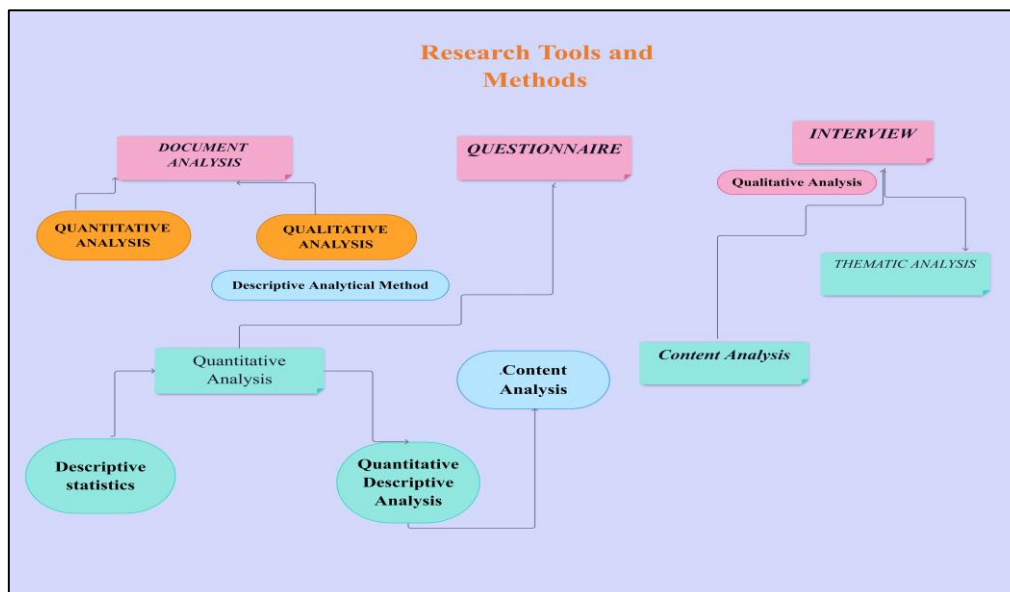 Research Tools and
Methods
DOCUMENT
ANALYSIS
QUESTIONNAIRE
INTERVIEW
Qualitative Analysis
QUANTITATIVE
ANALYSIS
QUALITATIVE
ANALYSIS
Descriptive Analytical Method
THEMATIC ANALYSIS
Quantitative
Analysis
.Content
Analysis
Content Analysis
Descriptive
statistics
Quantitative
Descriptive
Analysis